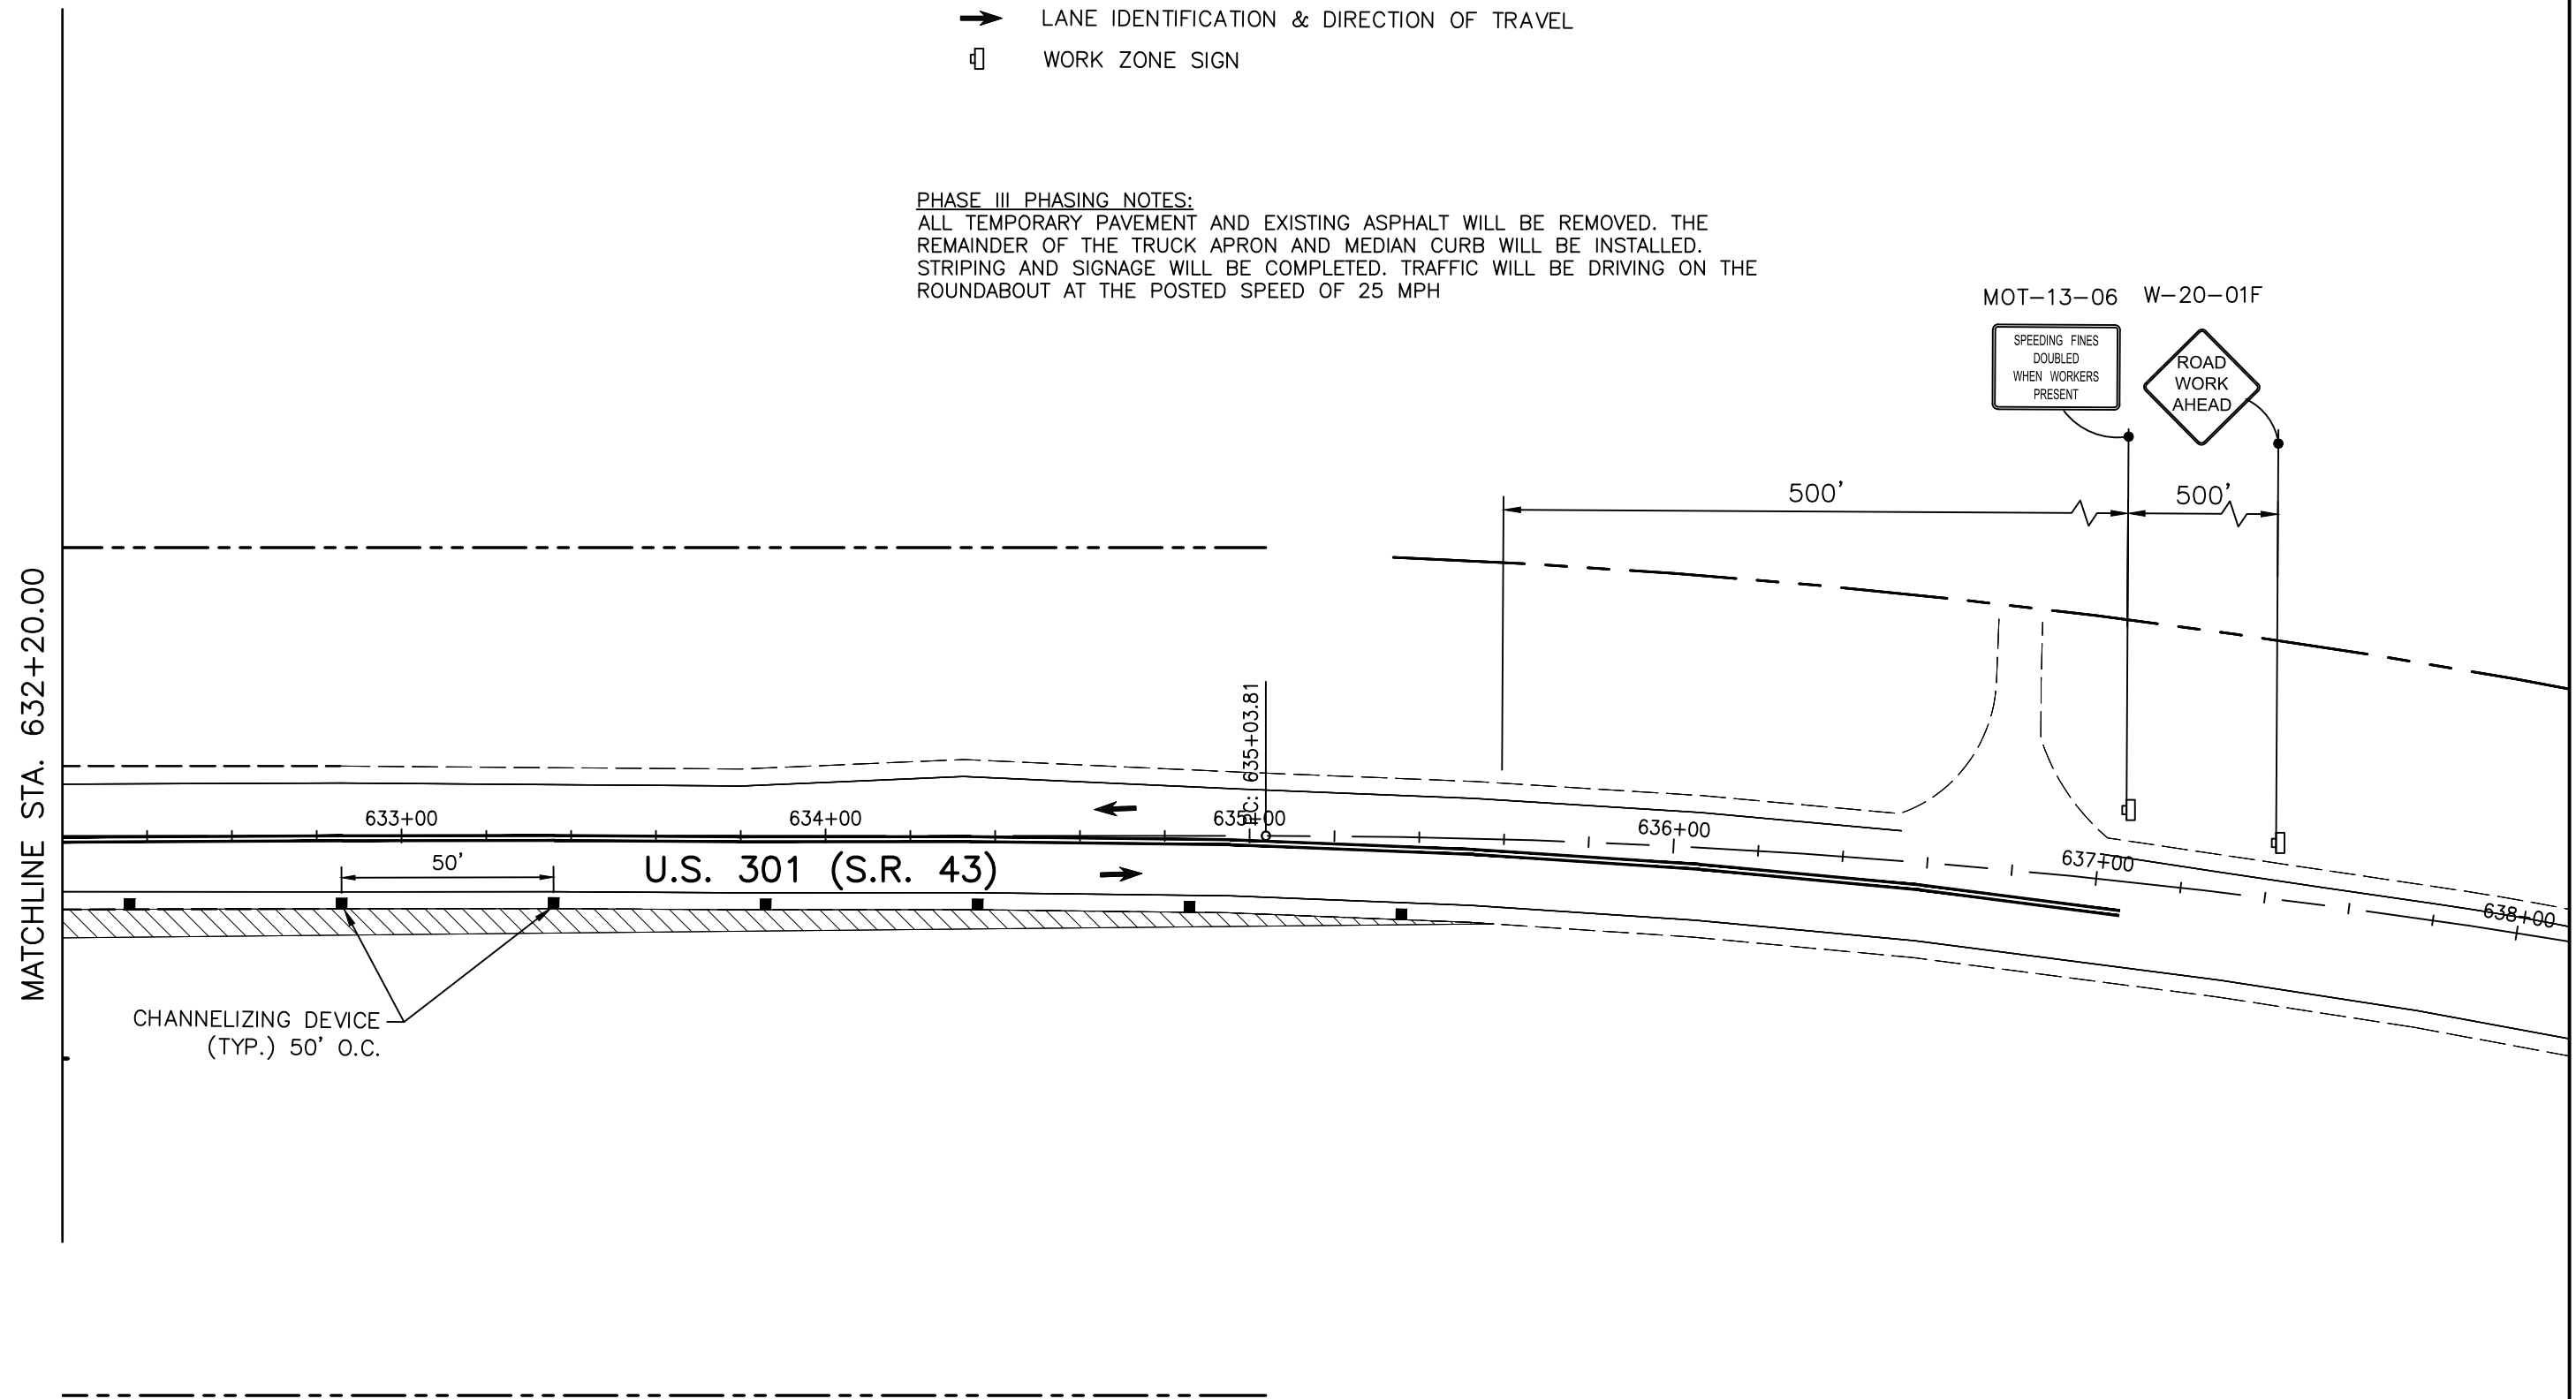 LANE IDENTIFICATION & DIRECTION OF TRAVEL
WORK ZONE SIGN
PHASE III PHASING NOTES:
ALL TEMPORARY PAVEMENT AND EXISTING ASPHALT WILL BE REMOVED. THE
REMAINDER OF THE TRUCK APRON AND MEDIAN CURB WILL BE INSTALLED.
STRIPING AND SIGNAGE WILL BE COMPLETED. TRAFFIC WILL BE DRIVING ON THE
ROUNDABOUT AT THE POSTED SPEED OF 25 MPH
MOT-13-06
W-20-01F
SPEEDING FINES
DOUBLED
WHEN WORKERS
PRESENT
ROAD
WORK
AHEAD
500'
500'
MATCHLINE STA. 632+20.00
PC: 635+03.81
633+00
634+00
635+00
636+00
637+00
638+00
50'
U.S. 301 (S.R. 43)
CHANNELIZING DEVICE
(TYP.) 50' O.C.